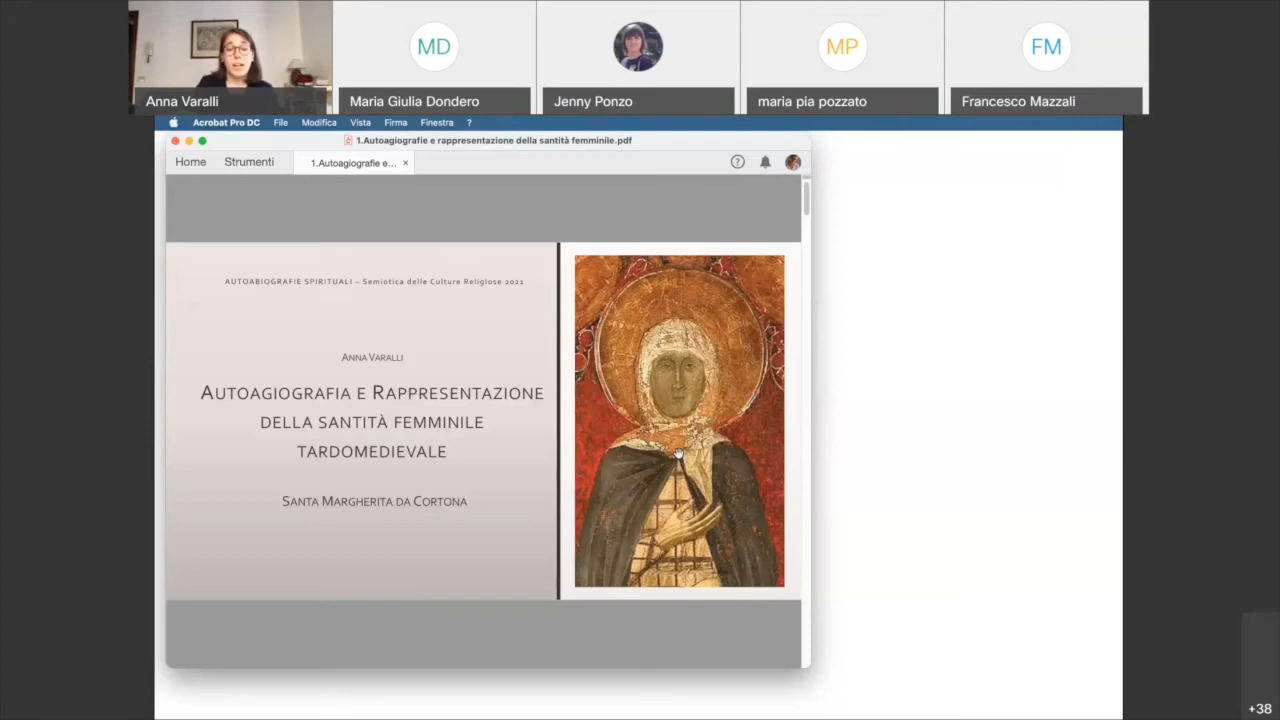 MD
MP
FM
Anna Varalli
Maria Giulia Dondero
Jenny Ponzo
maria pia pozzato
Francesco Mazzali
Acrobat Pro DC File Modifica Vista Firma Finestra ?
1.Autoagiografie e rappresentazione della santità femminile.pdf
Home Strumenti 1.Autoagiografie e... × ?
AUTOABIOGRAFIE SPIRITUALI – Semiotica delle Culture Religiose 2021
ANNA VARALLI
AUTOAGIOGRAFIA E RAPPRESENTAZIONE
DELLA SANTITÀ FEMMINILE
TARDOMEDIEVALE
SANTA MARGHERITA DA CORTONA
+38